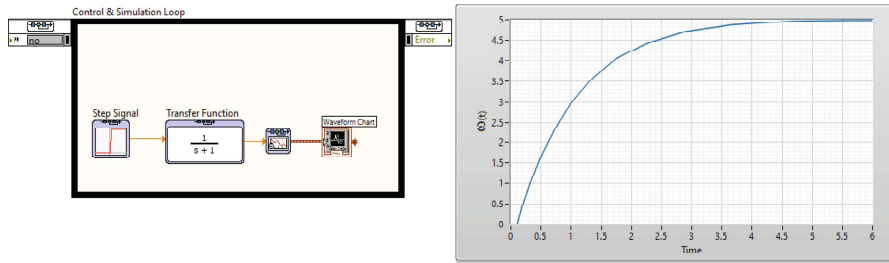 Control & Simulation Loop
no
Error
Step Signal
Transfer Function
Waveform Chart
1
s + 1
5
4.5
4
3.5
3
2.5
2
1.5
1
0.5
0
ω(t)
0 0.5 1 1.5 2 2.5 3 3.5 4 4.5 5 5.5 6
Time